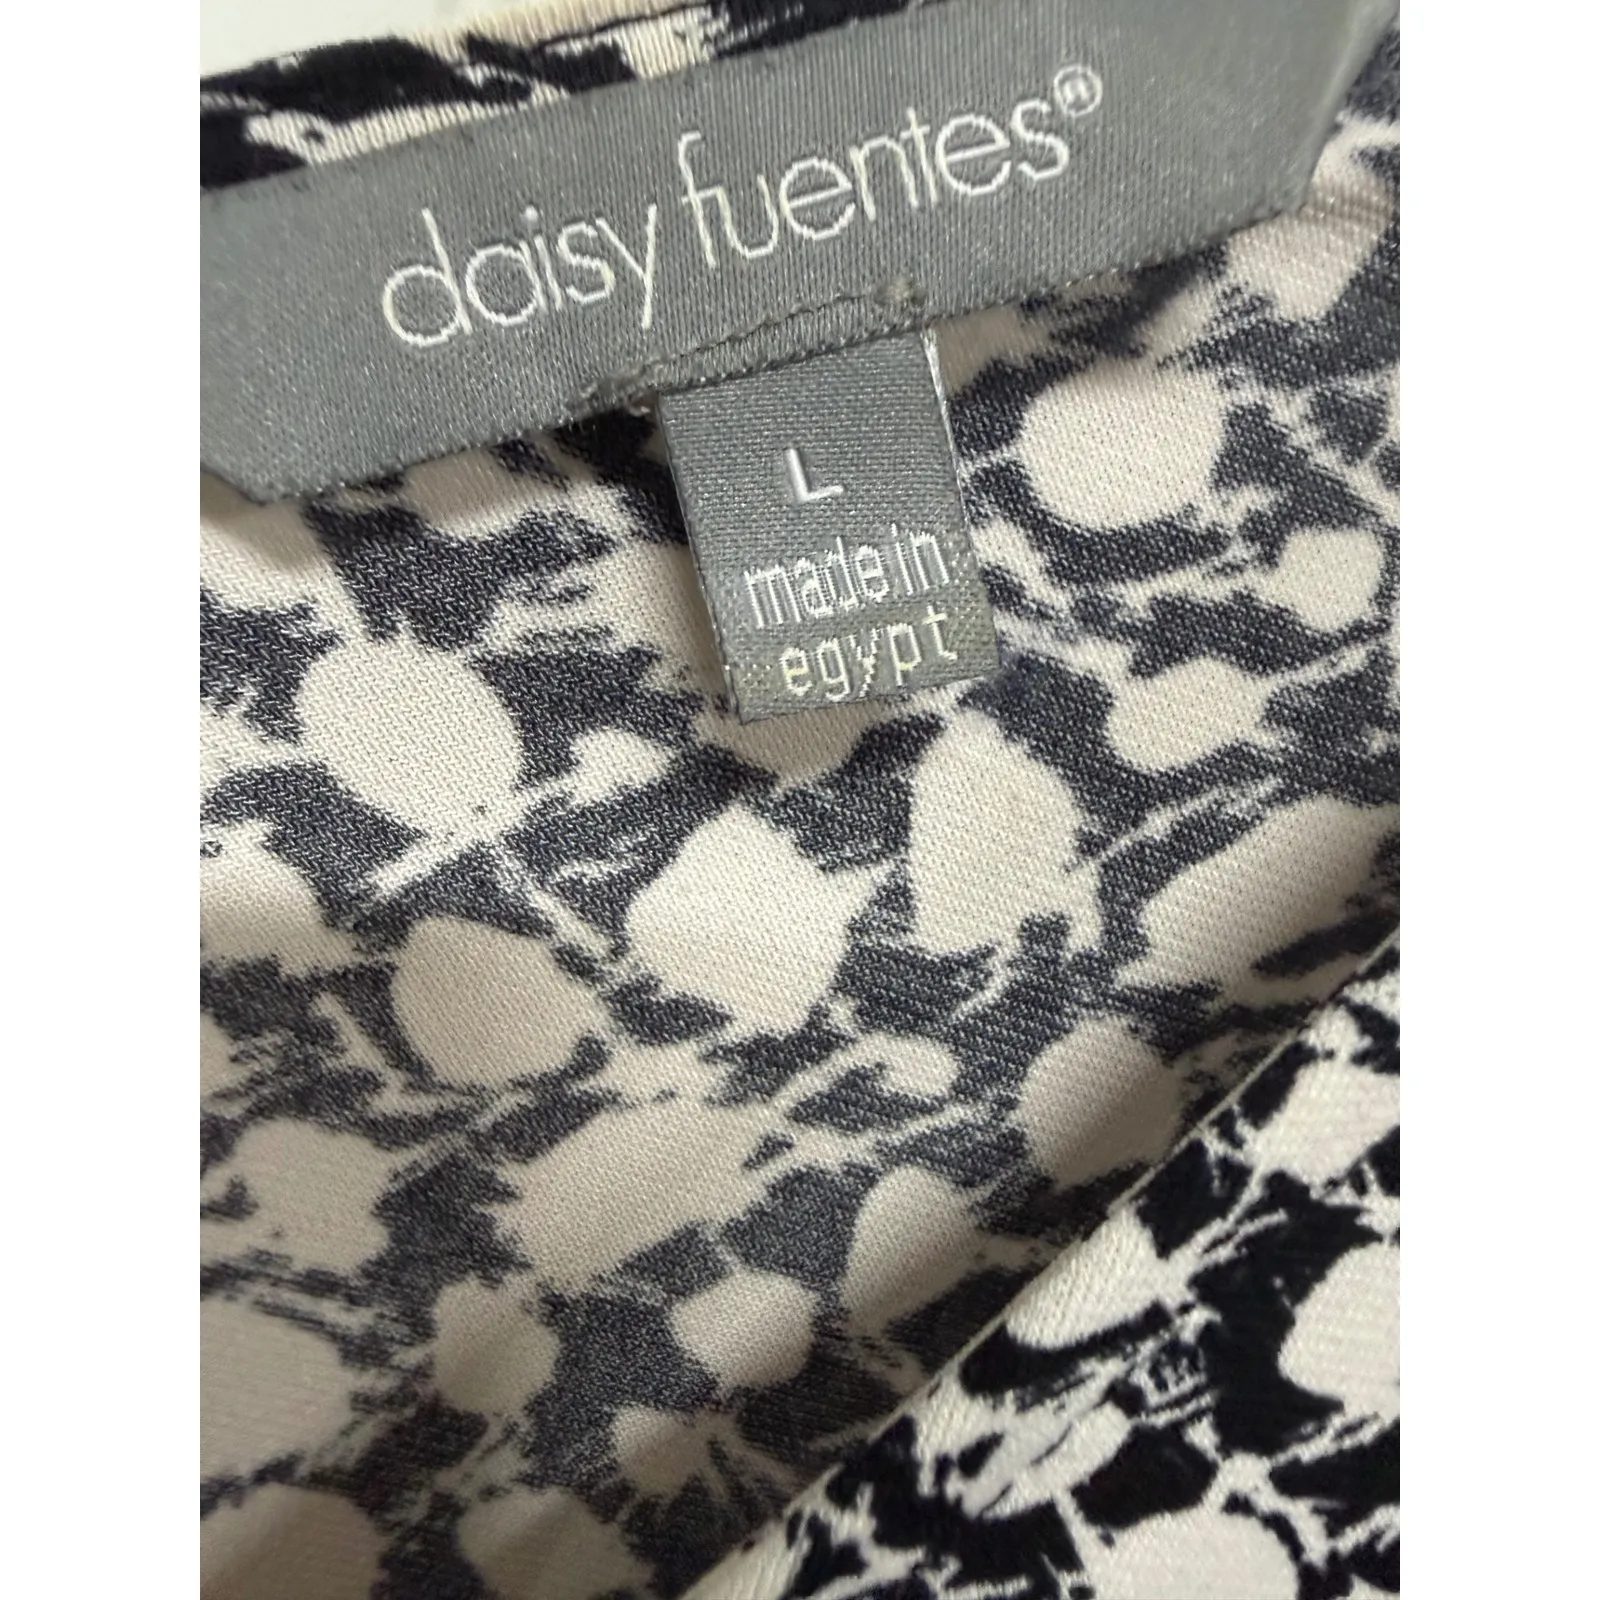 daisy fuentes®
L
made in
egypt